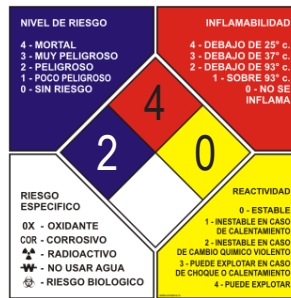 NIVEL DE RIESGO
4 - MORTAL
3 - MUY PELIGROSO
2 - PELIGROSO
1 - POCO PELIGROSO
0 - SIN RIESGO
INFLAMABILIDAD
4 - DEBAJO DE 25° c.
3 - DEBAJO DE 37° c.
2 - DEBAJO DE 93° c.
1 - SOBRE 93° c.
0 - NO SE
INFLAMA
4
2
0
RIESGO
ESPECIFICO
0X - OXIDANTE
COR - CORROSIVO
- RADIOACTIVO
W - NO USAR AGUA
- RIESGO BIOLOGICO
REACTIVIDAD
0 - ESTABLE
1 - INESTABLE EN CASO
DE CALENTAMIENTO
2 - INESTABLE EN CASO
DE CAMBIO QUIMICO VIOLENTO
3 - PUEDE EXPLOTAR EN CASO
DE CHOQUE O CALENTAMIENTO
4 - PUEDE EXPLOTAR